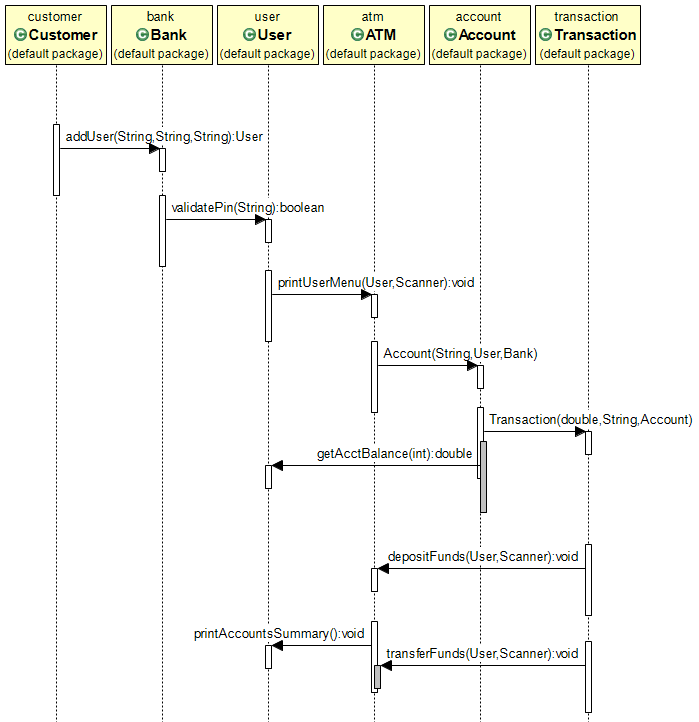 customer bank user atm account transaction
C Customer C Bank C User C ATM C Account C Transaction
(default package) (default package) (default package) (default package) (default package) (default package)
addUser(String,String,String):User
validatePin(String):boolean
printUserMenu(User,Scanner):void
Account(String,User,Bank)
Transaction(double,String,Account)
getAcctBalance(int):double
depositFunds(User,Scanner):void
printAccountsSummary():void
transferFunds(User,Scanner):void